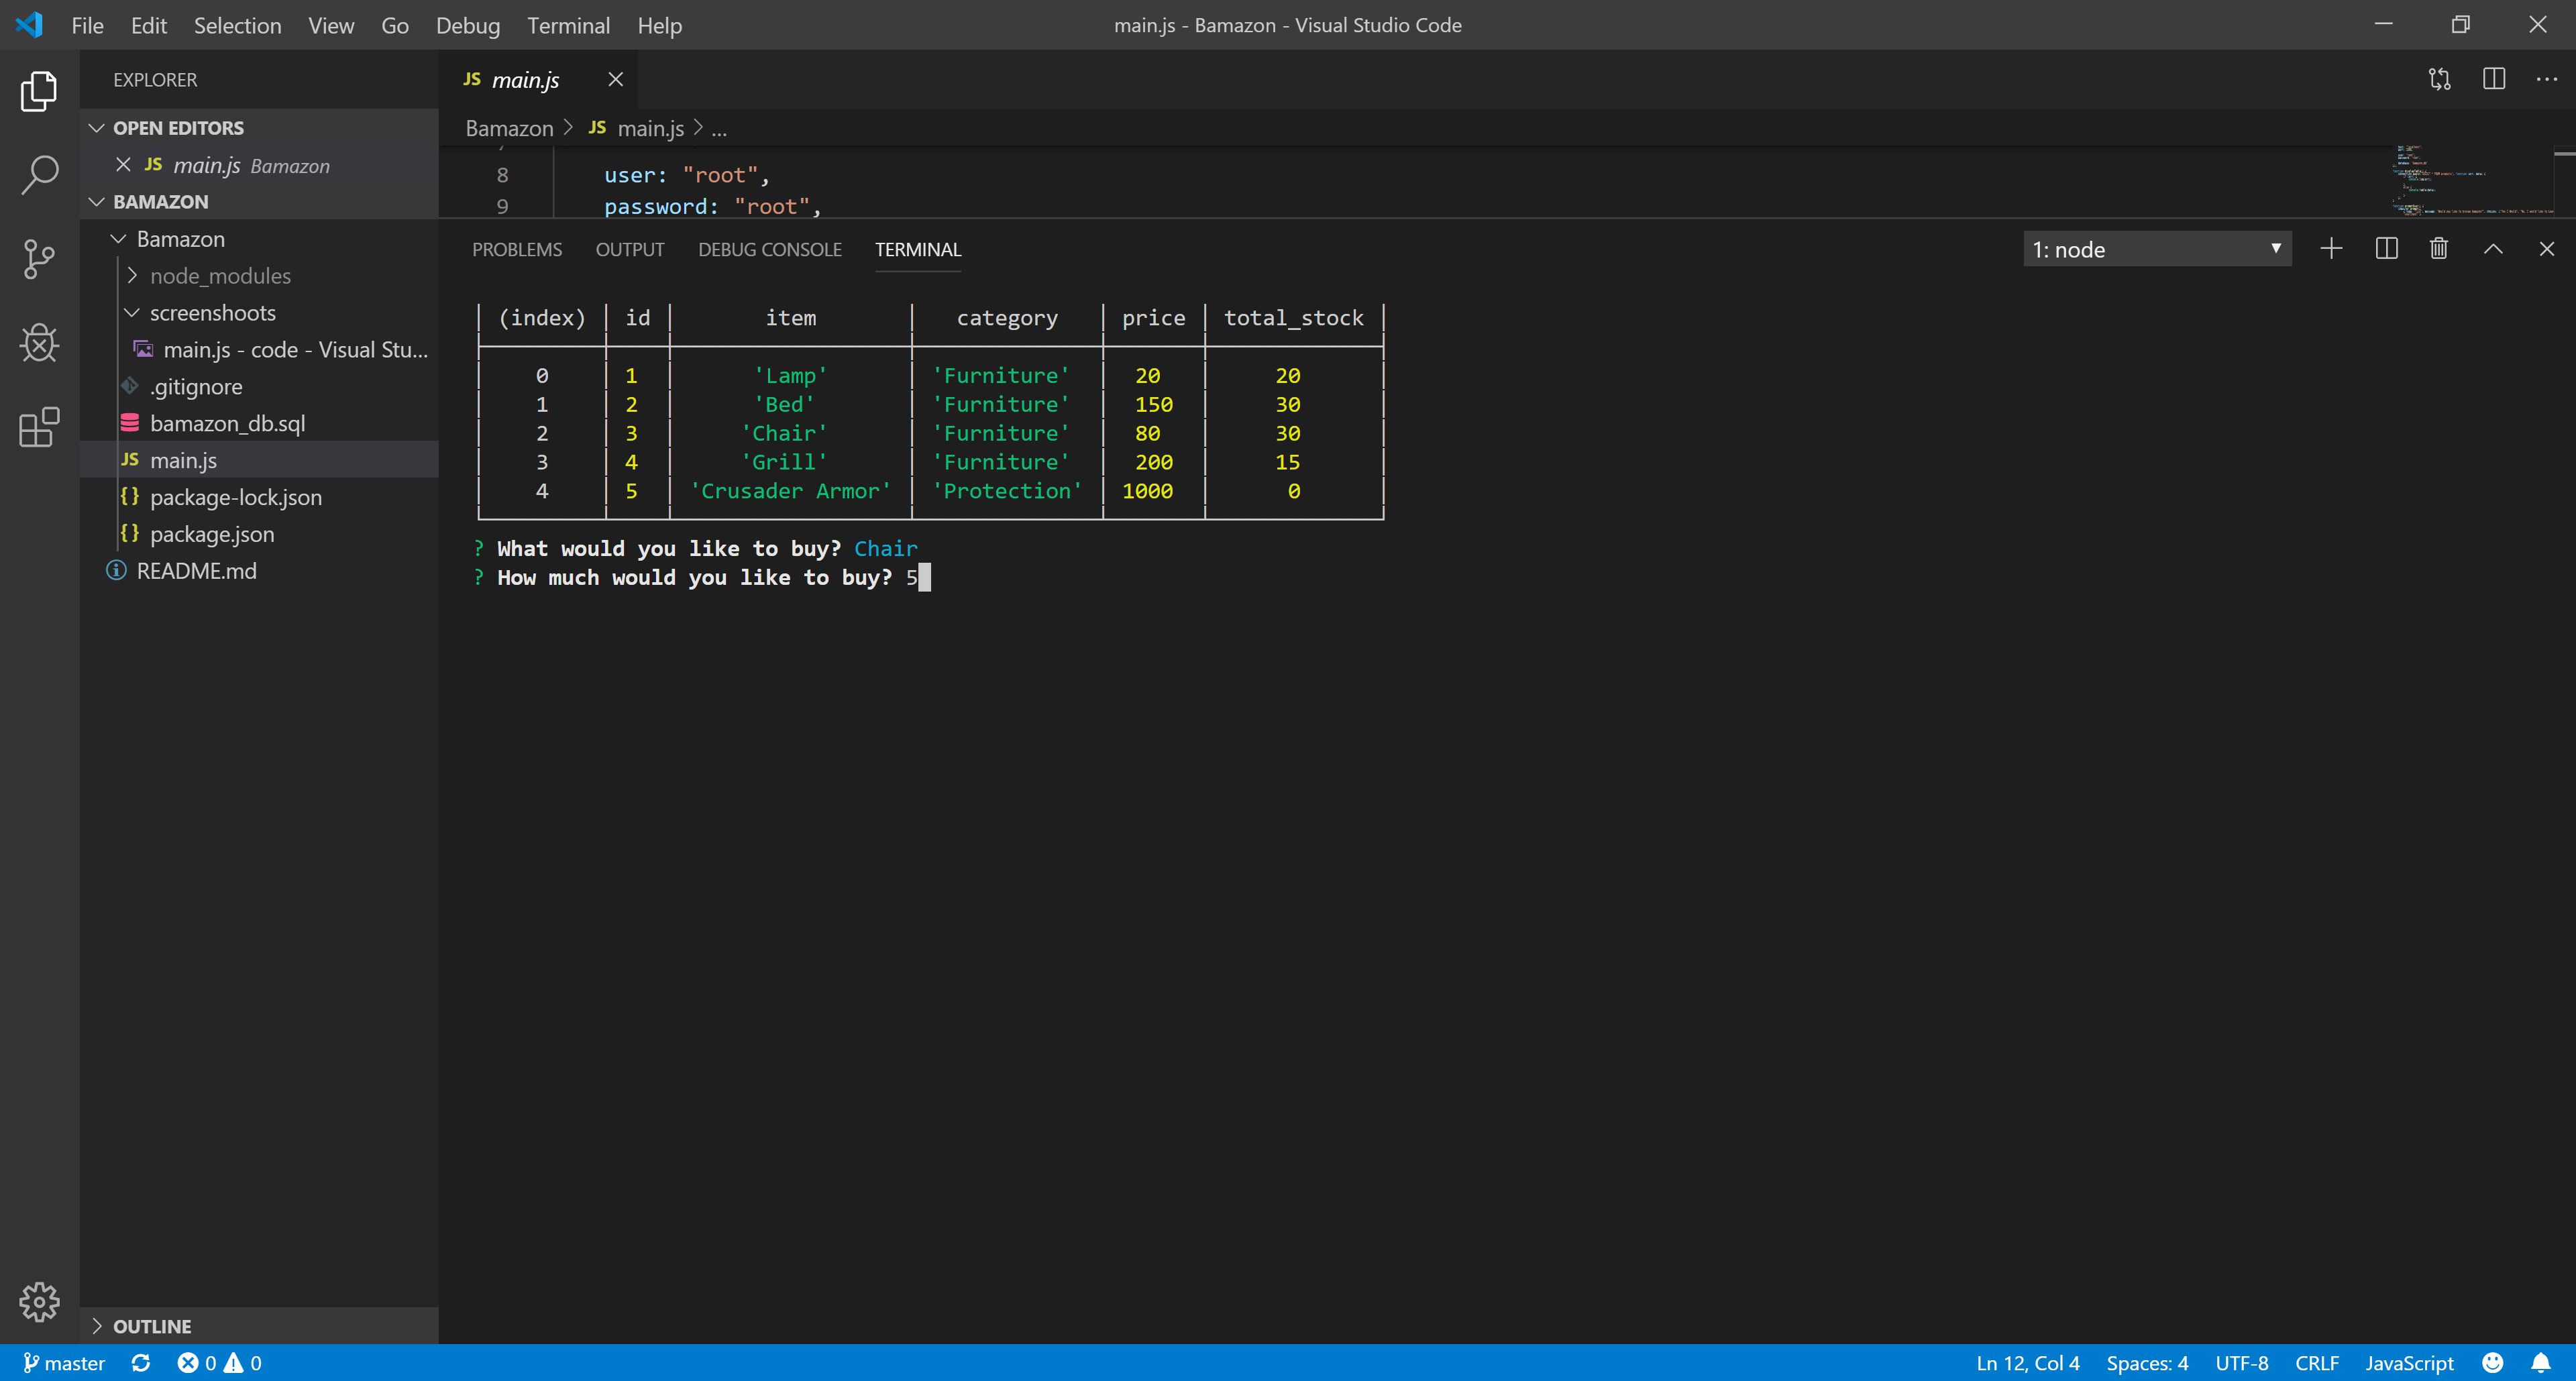 File Edit Selection View Go Debug Terminal Help
main.js - Bamazon - Visual Studio Code
EXPLORER
OPEN EDITORS
JS main.js Bamazon
BAMAZON
Bamazon
node_modules
screenshoots
main.js - code - Visual Stu...
.gitignore
bamazon_db.sql
JS main.js
{} package-lock.json
{} package.json
README.md
OUTLINE
JS main.js
Bamazon > JS main.js > ...
8 user: "root",
9 password: "root",
PROBLEMS OUTPUT DEBUG CONSOLE TERMINAL
1: node
(index) id item category price total_stock
0 1 'Lamp' 'Furniture' 20 20
1 2 'Bed' 'Furniture' 150 30
2 3 'Chair' 'Furniture' 80 30
3 4 'Grill' 'Furniture' 200 15
4 5 'Crusader Armor' 'Protection' 1000 0
? What would you like to buy? Chair
? How much would you like to buy? 5
master 0 0
Ln 12, Col 4 Spaces: 4 UTF-8 CRLF JavaScript